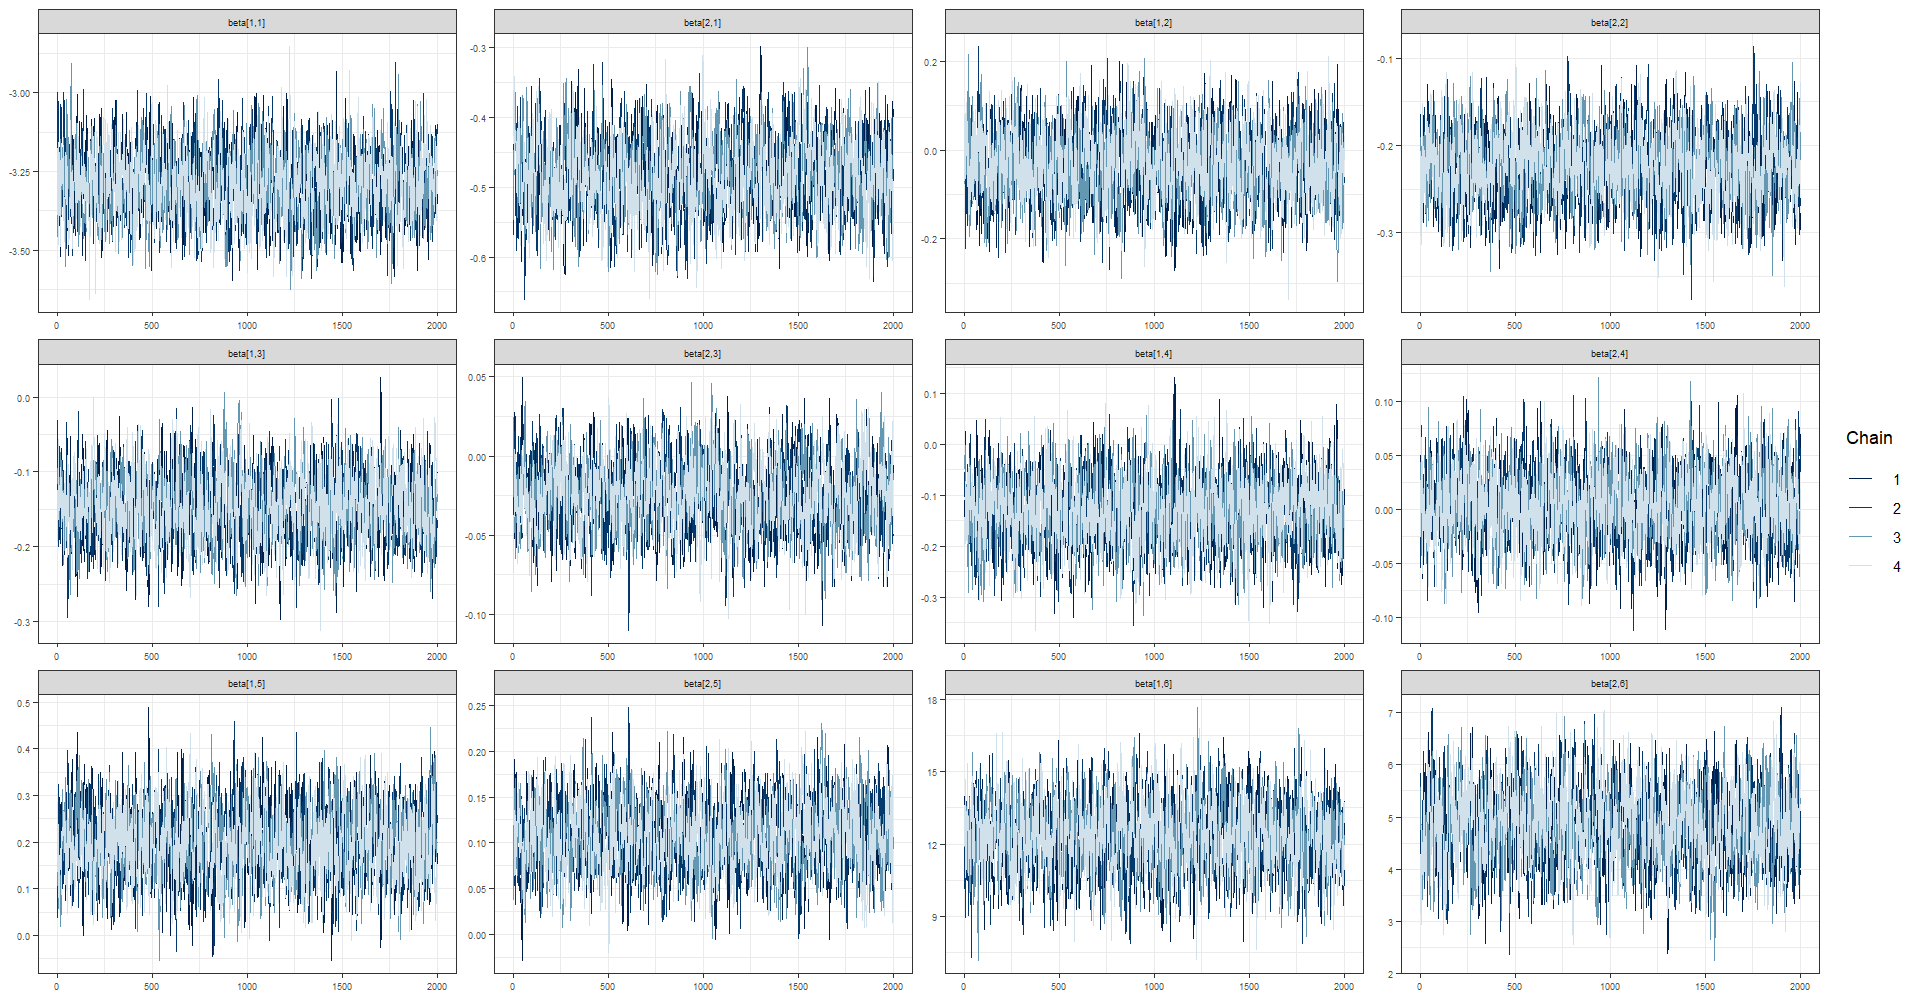 beta[1,1]
-3.00
-3.25
-3.50
0 500 1000 1500 2000
beta[2,1]
-0.3
-0.4
-0.5
-0.6
0 500 1000 1500 2000
beta[1,2]
0.2
0.0
-0.2
0 500 1000 1500 2000
beta[2,2]
-0.1
-0.2
-0.3
0 500 1000 1500 2000
beta[1,3]
0.0
-0.1
-0.2
-0.3
0 500 1000 1500 2000
beta[2,3]
0.05
0.00
-0.05
-0.10
0 500 1000 1500 2000
beta[1,4]
0.1
0.0
-0.1
-0.2
-0.3
0 500 1000 1500 2000
beta[2,4]
0.10
0.05
0.00
-0.05
-0.10
0 500 1000 1500 2000
beta[1,5]
0.5
0.4
0.3
0.2
0.1
0.0
0 500 1000 1500 2000
beta[2,5]
0.25
0.20
0.15
0.10
0.05
0.00
0 500 1000 1500 2000
beta[1,6]
18
15
12
9
0 500 1000 1500 2000
beta[2,6]
7
6
5
4
3
2
0 500 1000 1500 2000
Chain
1
2
3
4